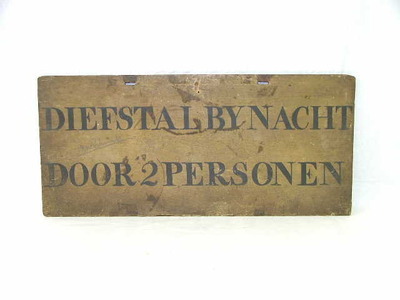 DIEFSTAL BY NACHT
DOOR 2 PERSONEN